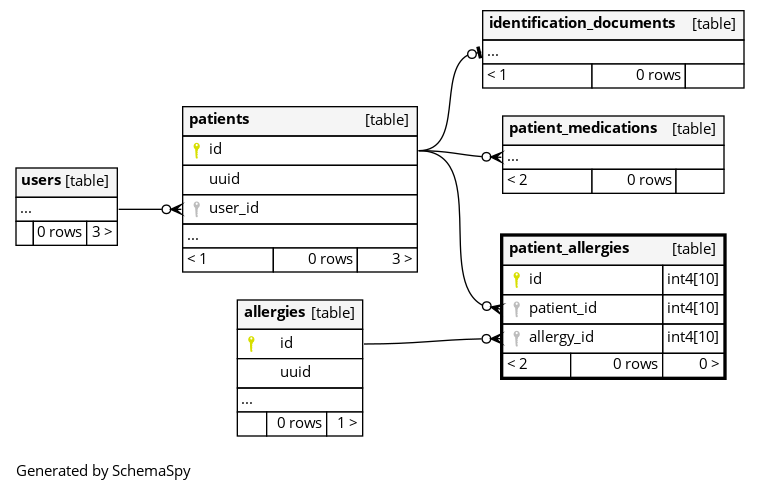 identification_documents [table]
...
< 1 0 rows
patients [table]
id
uuid
user_id
...
< 1 0 rows 3 >
patient_medications [table]
...
< 2 0 rows
users [table]
...
0 rows 3 >
patient_allergies [table]
id int4[10]
patient_id int4[10]
allergy_id int4[10]
< 2 0 rows 0 >
allergies [table]
id
uuid
...
0 rows 1 >
Generated by SchemaSpy